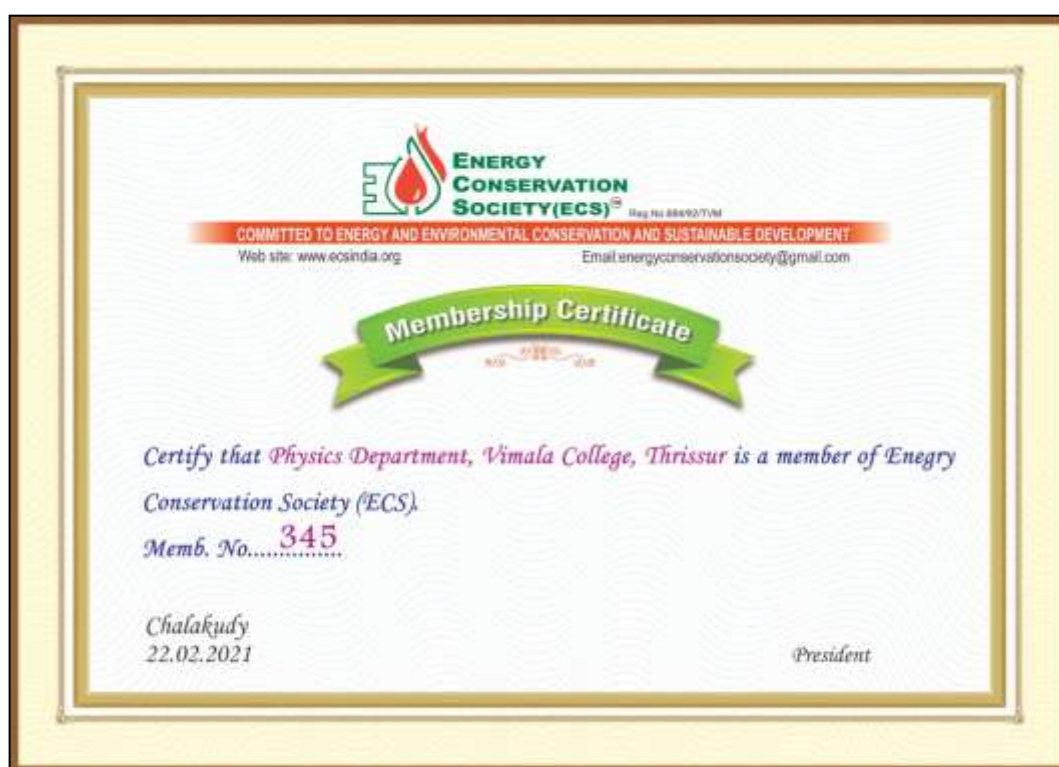 ENERGY
CONSERVATION
SOCIETY(ECS)
COMMITTED TO ENERGY AND ENVIRONMENTAL CONSERVATION AND SUSTAINABLE DEVELOPMENT
Web site: www.ecsindia.org Email:energyconservationsociety@gmail.com
Membership Certificate
Certify that Physics Department, Vimala College, Thrissur is a member of Enegry
Conservation Society (ECS).
Memb. No................ 345
Chalakudy
22.02.2021
President